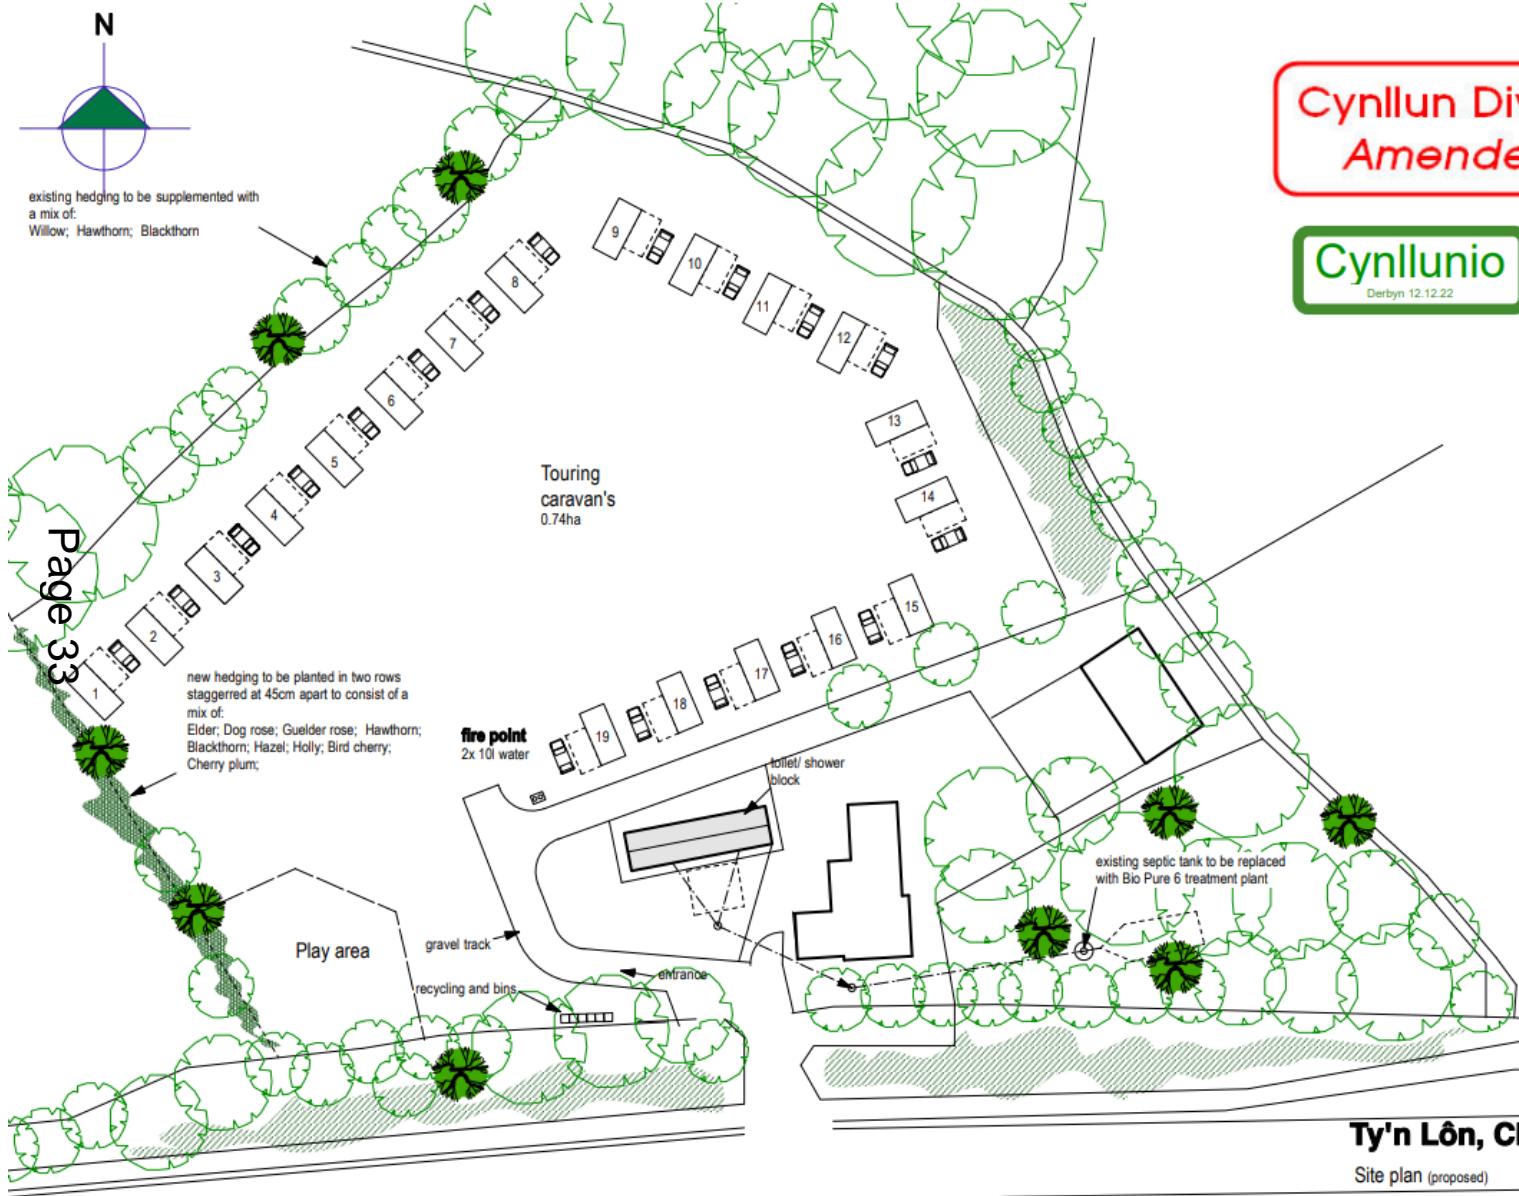 N
existing hedging to be supplemented with
a mix of:
Willow; Hawthorn; Blackthorn
Cynllun Di
Amende
Cynllunio
Derbyn 12.12.22
9
10
11
12
8
7
6
5
4
3
2
1
13
14
15
16
17
18
19
Touring
caravan's
0.74ha
Page 33
new hedging to be planted in two rows
staggerred at 45cm apart to consist of a
mix of:
Elder; Dog rose; Guelder rose; Hawthorn;
Blackthorn; Hazel; Holly; Bird cherry;
Cherry plum;
fire point
2x 10l water
toilet/ shower
block
existing septic tank to be replaced
with Bio Pure 6 treatment plant
Play area
gravel track
entrance
recycling and bins
Ty'n Lôn, C
Site plan (proposed)